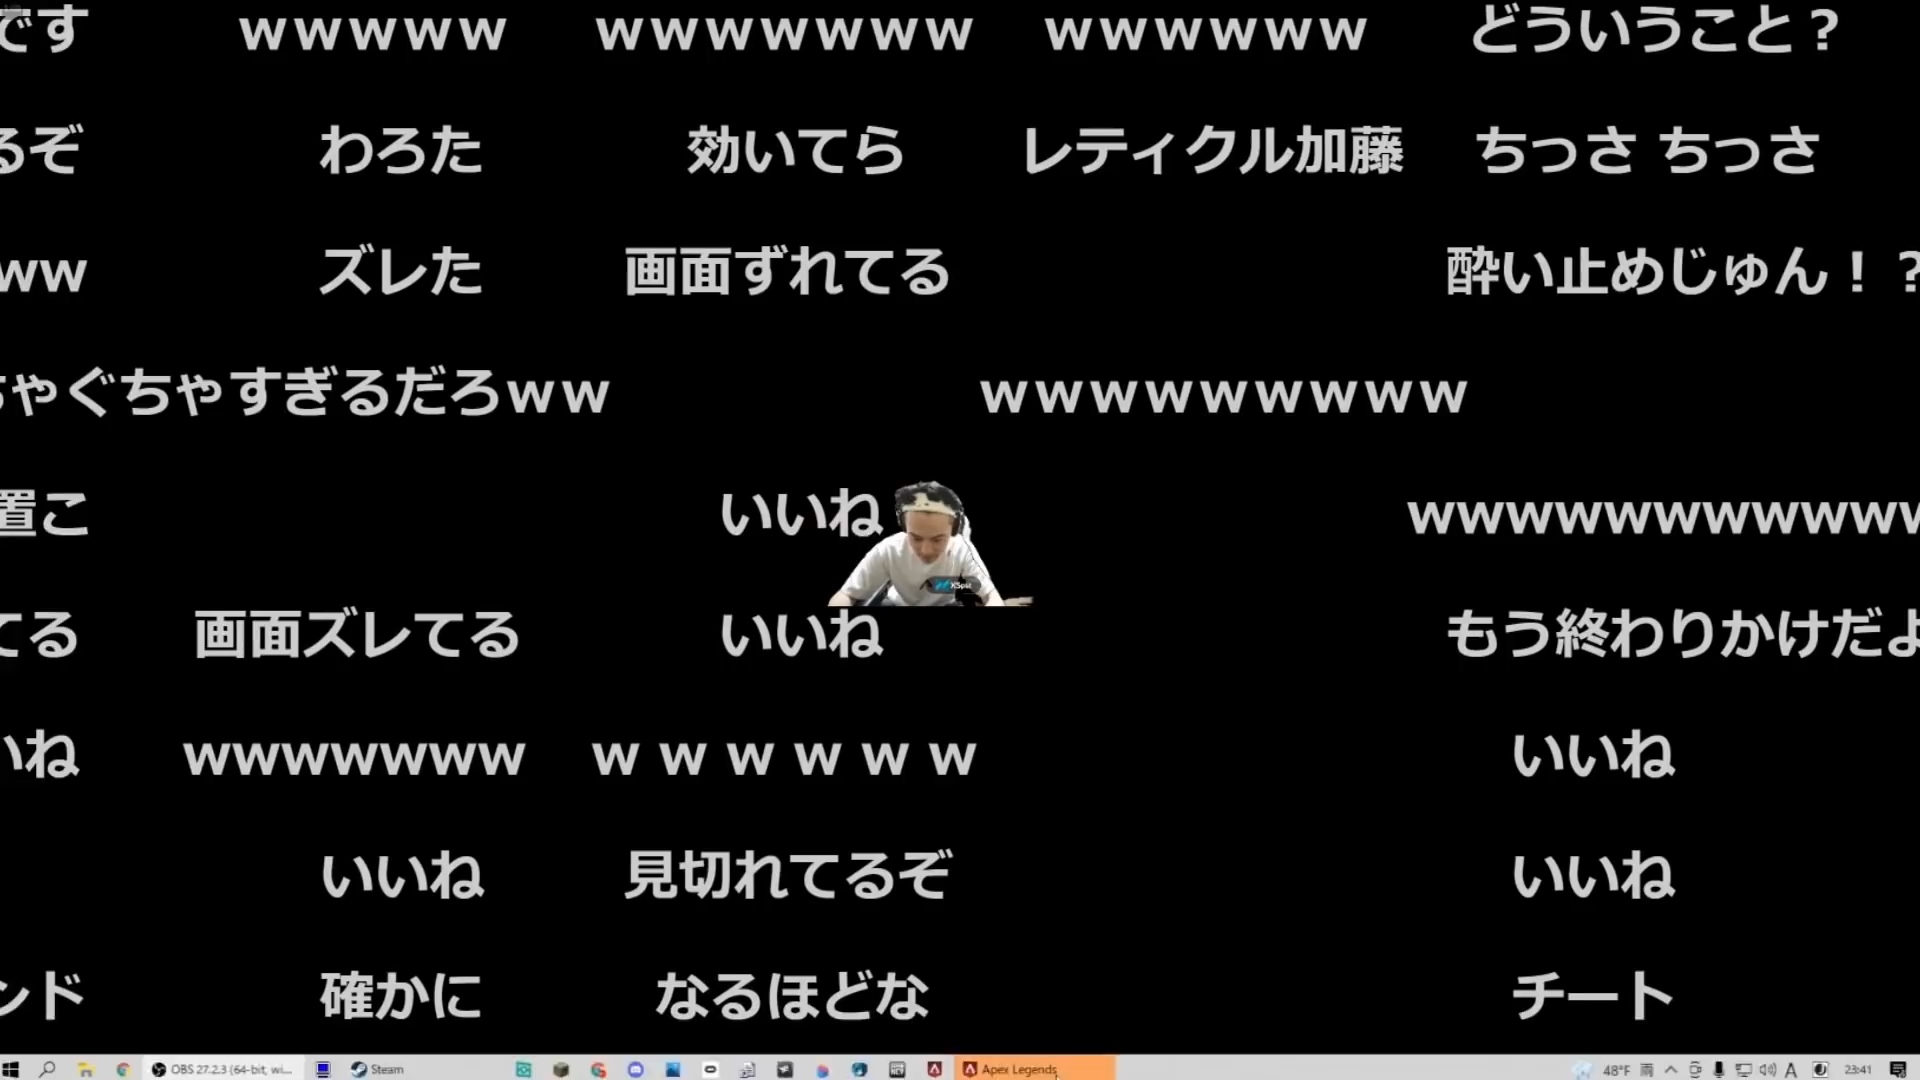 です wwwww wwwwwww wwwwww どういうこと？
るぞ わろた 効いてら レティクル加藤 ちっさ ちっさ
ww ズレた 画面ずれてる 酔い止めじゅん！？
ちゃぐちゃすぎるだろww wwwwwwwww
置こ いいね wwwwwwwwwww
てる 画面ズレてる いいね もう終わりかけだよ
いね wwwwwww w w w w w w いいね
いいね 見切れてるぞ いいね
ンド 確かに なるほどな チート
OBS 27.2.3 (64-bit, wi... Steam Apex Legends 48°F 雨 A 23:41